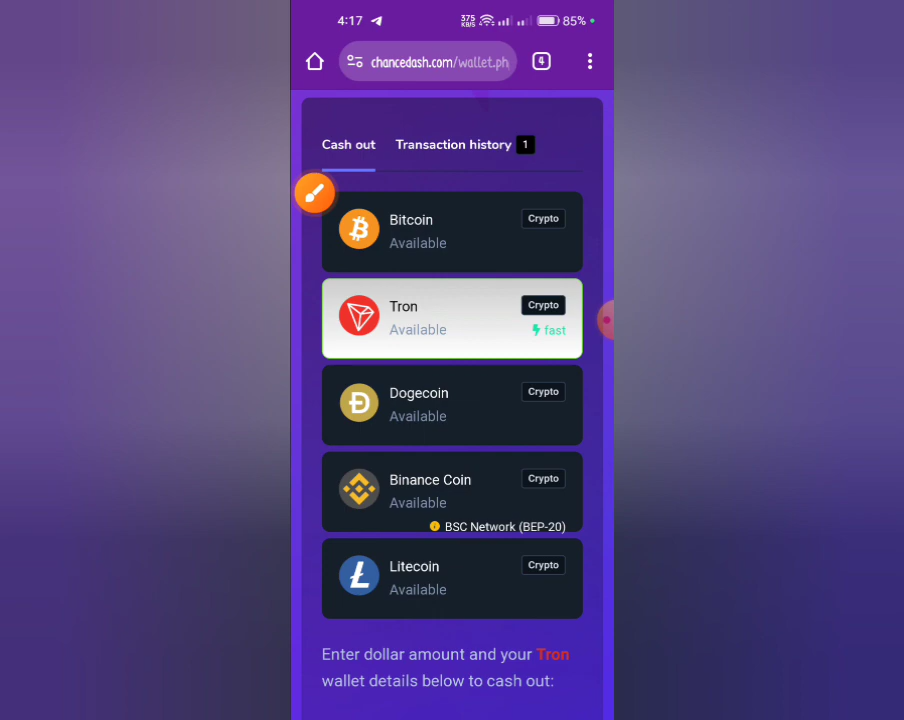 4:17
375 KB/S
85%
4
chancedash.com/wallet.ph
Cash out
Transaction history 1
Bitcoin
Crypto
Available
Tron
Crypto
Available
fast
Dogecoin
Crypto
Available
Binance Coin
Crypto
Available
BSC Network (BEP-20)
Litecoin
Crypto
Available
Enter dollar amount and your Tron
wallet details below to cash out: